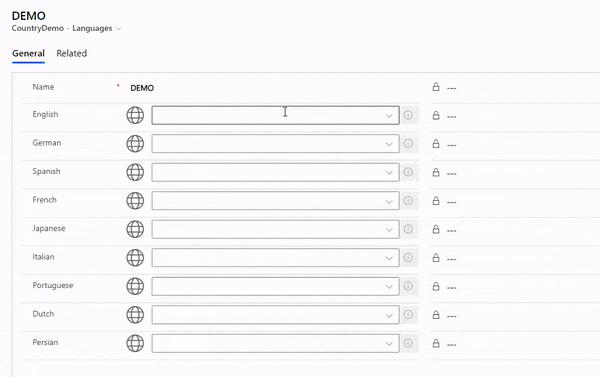 DEMO
CountryDemo - Languages
General Related
Name * DEMO ---
English ---
German ---
Spanish ---
French ---
Japanese ---
Italian ---
Portuguese ---
Dutch ---
Persian ---